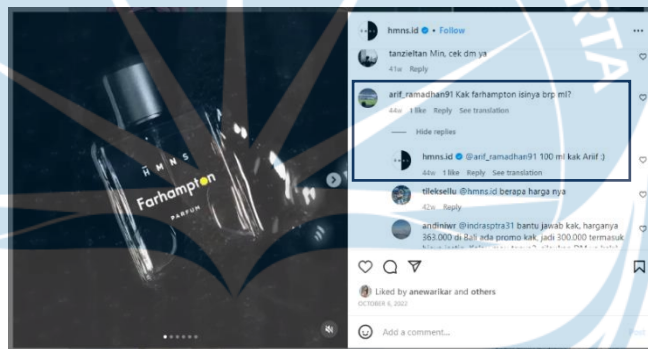 HMNS
Farhampton
PARFUM
hmns.id • Follow
tanzieltan Min, cek dm ya
41w Reply
arif_ramadhan91 Kak farhampton isinya brp ml?
44w 1 like Reply See translation
Hide replies
hmns.id @arif_ramadhan91 100 ml kak Ariif :)
44w 1 like Reply See translation
tileksellu @hmns.id berapa harga nya
42w Reply
andiniwr @indrasptra31 bantu jawab kak, harganya
363.000 di Bali ada promo kak, jadi 300.000 termasuk
Liked by anewarikar and others
OCTOBER 6, 2022
Add a comment...
Post
RTA